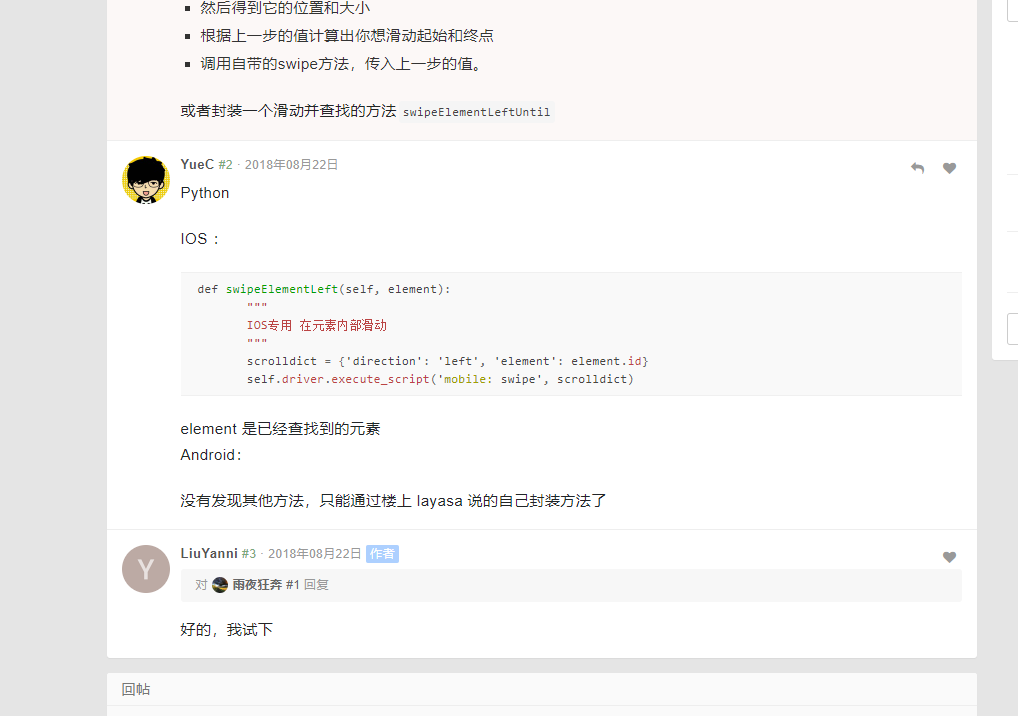 然后得到它的位置和大小
根据上一步的值计算出你想滑动起始和终点
调用自带的swipe方法，传入上一步的值。
或者封装一个滑动并查找的方法 swipeElementLeftUntil
YueC #2 · 2018年08月22日
Python
IOS：
def swipeElementLeft(self, element):
"""
IOS专用 在元素内部滑动
"""
scrolldict = {'direction': 'left', 'element': element.id}
self.driver.execute_script('mobile: swipe', scrolldict)
element 是已经查找到的元素
Android：
没有发现其他方法，只能通过楼上 layasa 说的自己封装方法了
Y
LiuYanni #3 · 2018年08月22日 作者
对 雨夜狂奔 #1 回复
好的，我试下
回帖